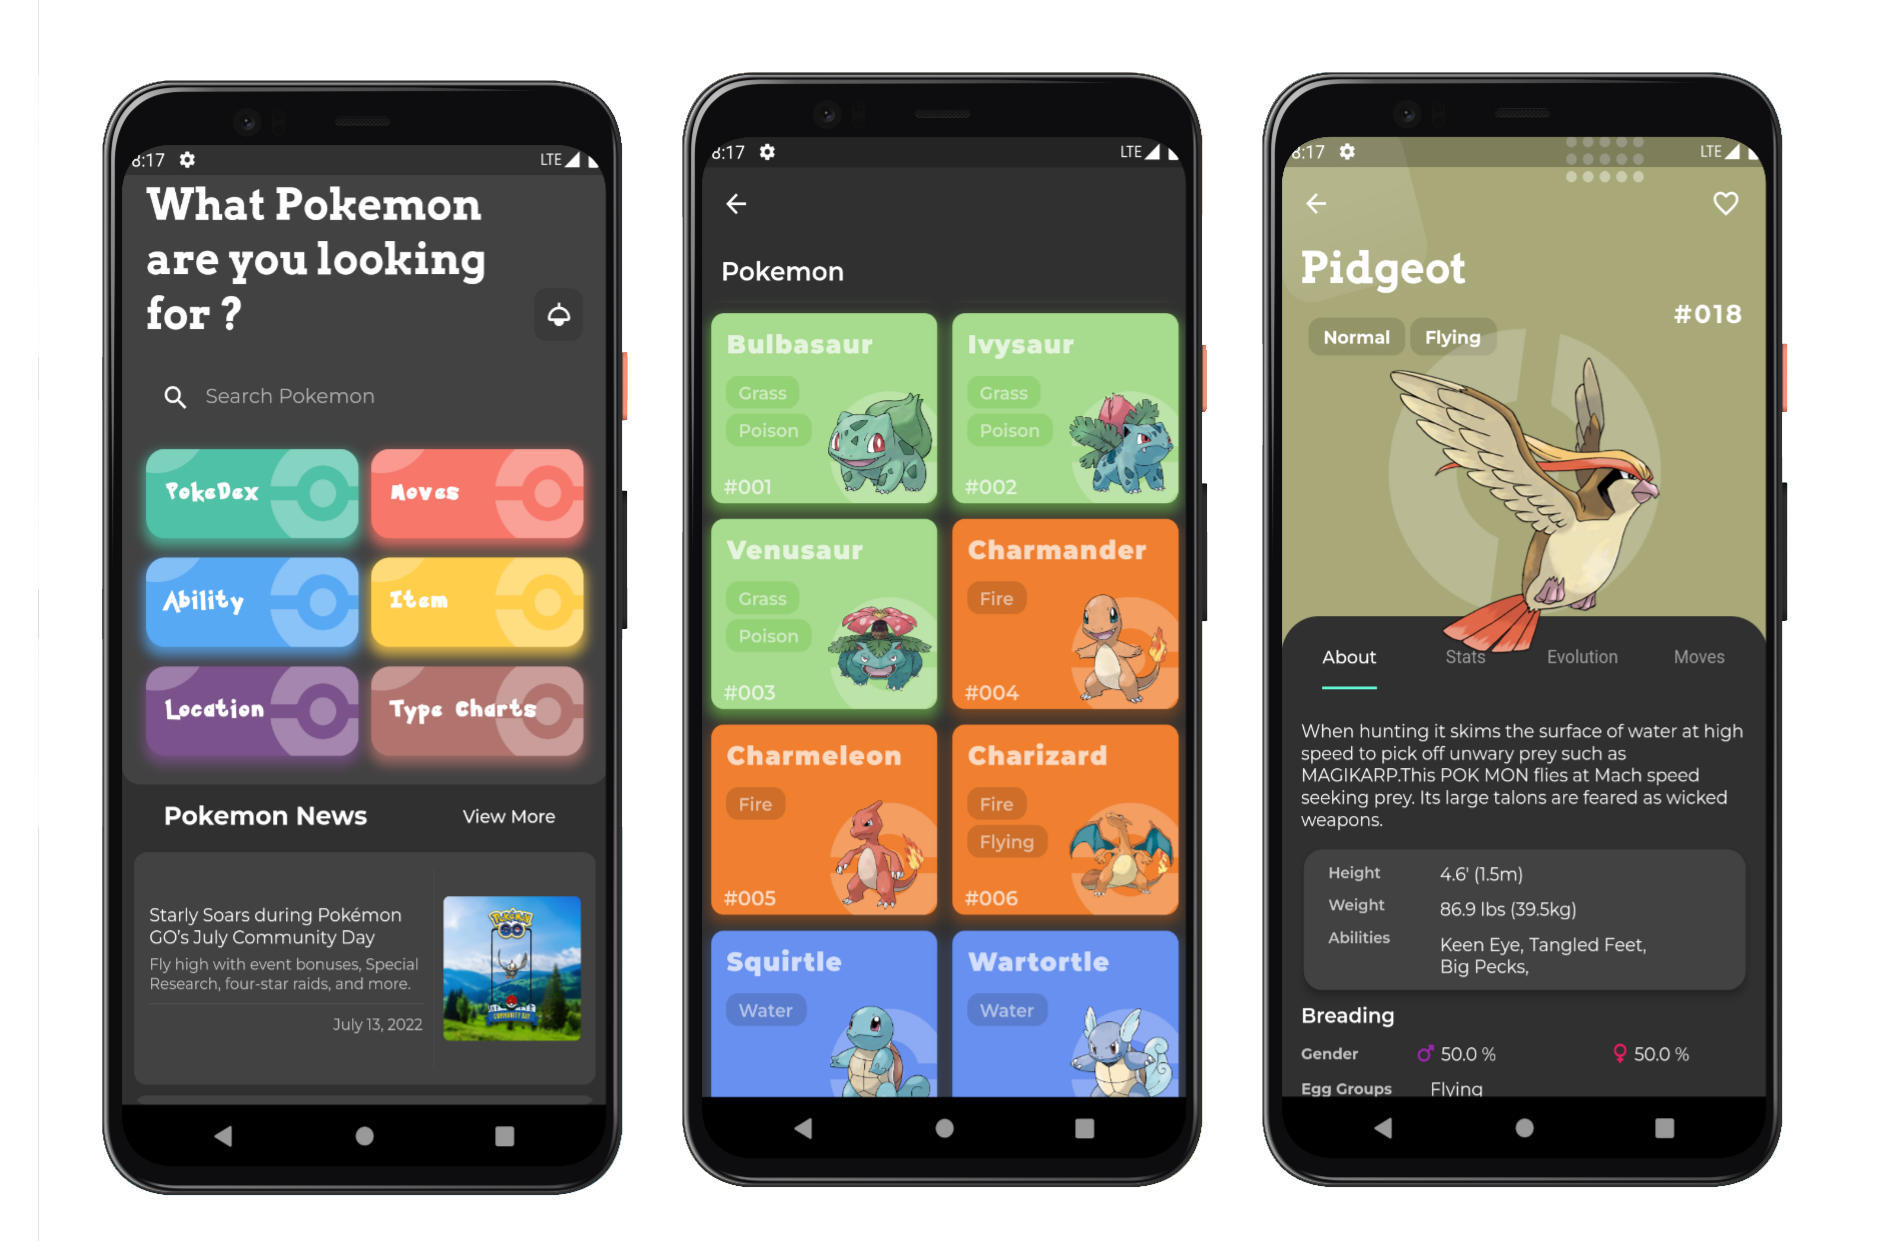 8:17 LTE
What Pokemon
are you looking
for ?
Search Pokemon
PokeDex Moves
Ability Item
Location Type Charts
Pokemon News View More
Starly Soars during Pokémon
GO's July Community Day
Fly high with event bonuses, Special
Research, four-star raids, and more.
July 13, 2022
Pokémon
GO
COMMUNITY DAY
8:17 LTE
Pokemon
Bulbasaur
Grass
Poison
#001
Ivysaur
Grass
Poison
#002
Venusaur
Grass
Poison
#003
Charmander
Fire
#004
Charmeleon
Fire
#005
Charizard
Fire
Flying
#006
Squirtle
Water
Wartortle
Water
8:17 LTE
Pidgeot
#018
Normal Flying
About Stats Evolution Moves
When hunting it skims the surface of water at high
speed to pick off unwary prey such as
MAGIKARP.This POK MON flies at Mach speed
seeking prey. Its large talons are feared as wicked
weapons.
Height 4.6' (1.5m)
Weight 86.9 lbs (39.5kg)
Abilities Keen Eye, Tangled Feet,
Big Pecks,
Breading
Gender ♂ 50.0 % ♀ 50.0 %
Egg Groups Flying